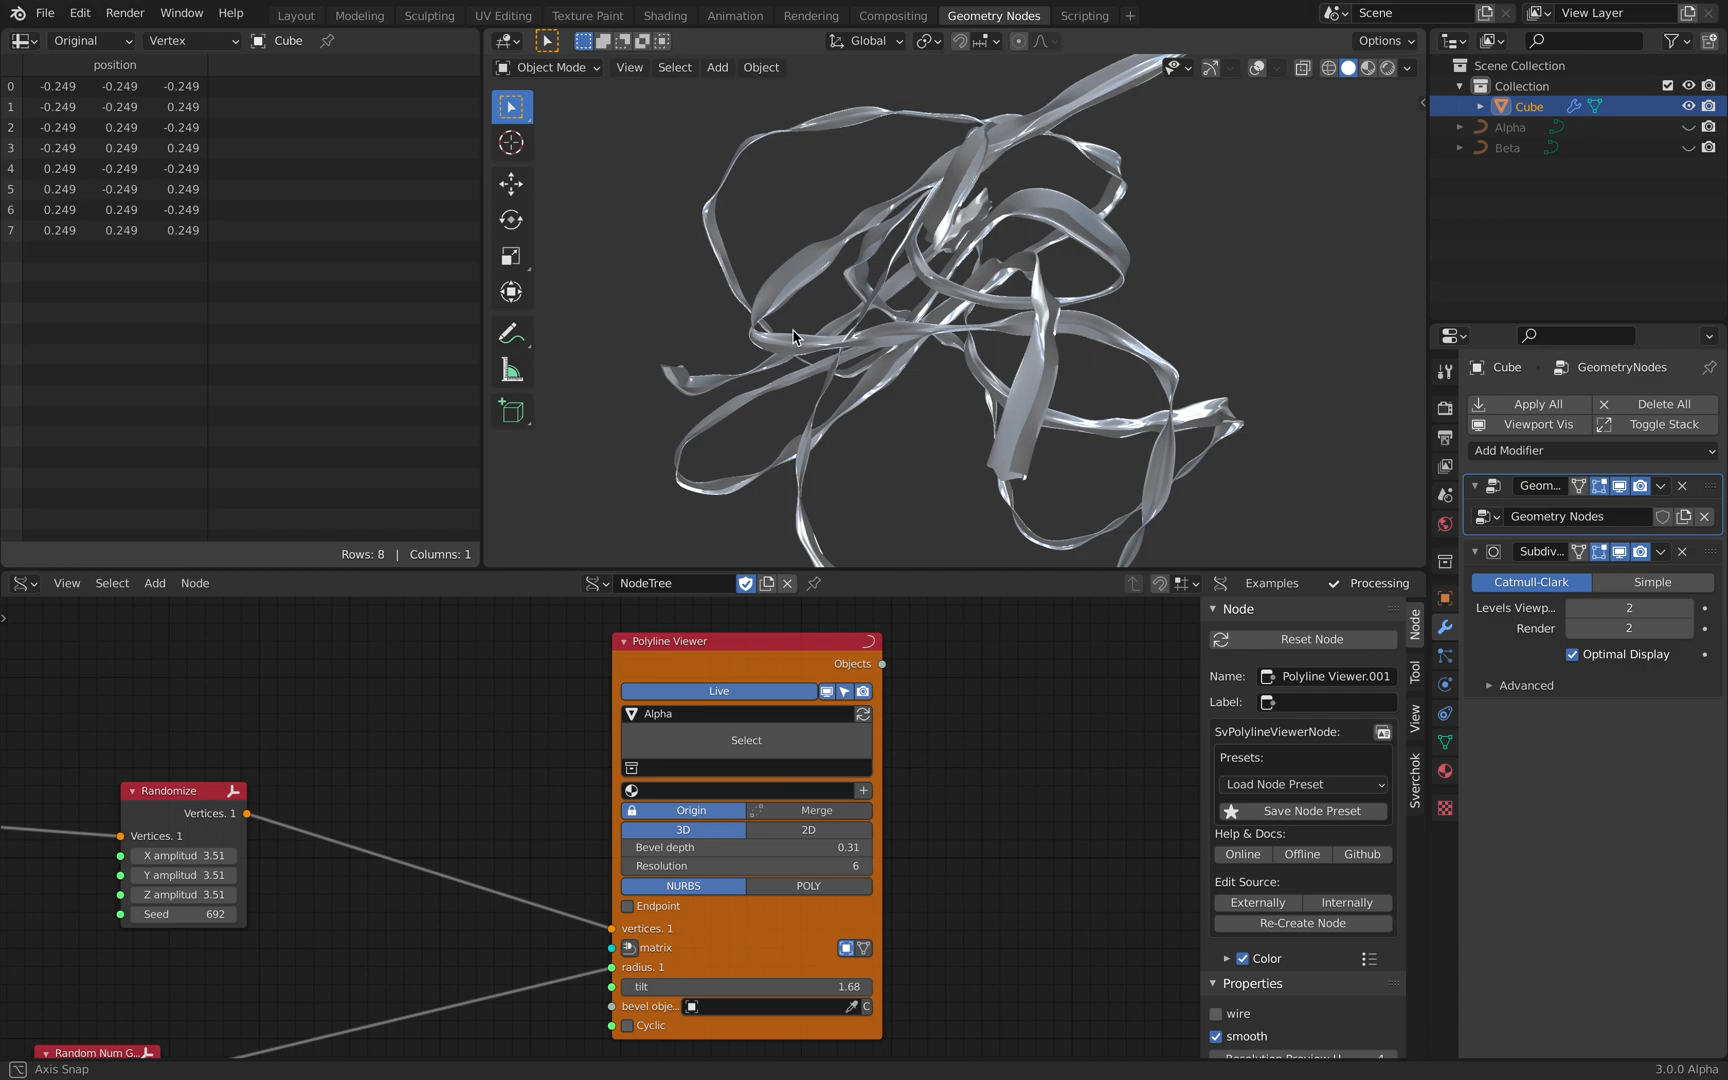 File Edit Render Window Help Layout Modeling Sculpting UV Editing Texture Paint Shading Animation Rendering Compositing Geometry Nodes Scripting + Scene View Layer
Original Vertex Cube
Global Options
position
Object Mode View Select Add Object
0 -0.249 -0.249 -0.249
1 -0.249 -0.249 0.249
2 -0.249 0.249 -0.249
3 -0.249 0.249 0.249
4 0.249 -0.249 -0.249
5 0.249 -0.249 0.249
6 0.249 0.249 -0.249
7 0.249 0.249 0.249
Rows: 8 | Columns: 1
Scene Collection
Collection
Cube
Alpha
Beta
Cube GeometryNodes
Apply All Delete All
Viewport Vis Toggle Stack
Add Modifier
Geom...
Geometry Nodes
Subdiv...
Catmull-Clark Simple
Levels Viewp... 2
Render 2
Optimal Display
Advanced
View Select Add Node NodeTree Examples Processing
Polyline Viewer
Objects
Live
Alpha
Select
Origin Merge
3D 2D
Bevel depth 0.31
Resolution 6
NURBS POLY
Endpoint
vertices. 1
matrix
radius. 1
tilt 1.68
bevel obje... C
Cyclic
Randomize
Vertices. 1
Vertices. 1
X amplitud 3.51
Y amplitud 3.51
Z amplitud 3.51
Seed 692
Random Num G...
Node
Reset Node
Name: Polyline Viewer.001
Label:
SvPolylineViewerNode:
Presets:
Load Node Preset
Save Node Preset
Help & Docs:
Online Offline Github
Edit Source:
Externally Internally
Re-Create Node
Color
Properties
wire
smooth
Resolution Preview U 4
Node
Tool
View
Sverchok
Axis Snap
3.0.0 Alpha